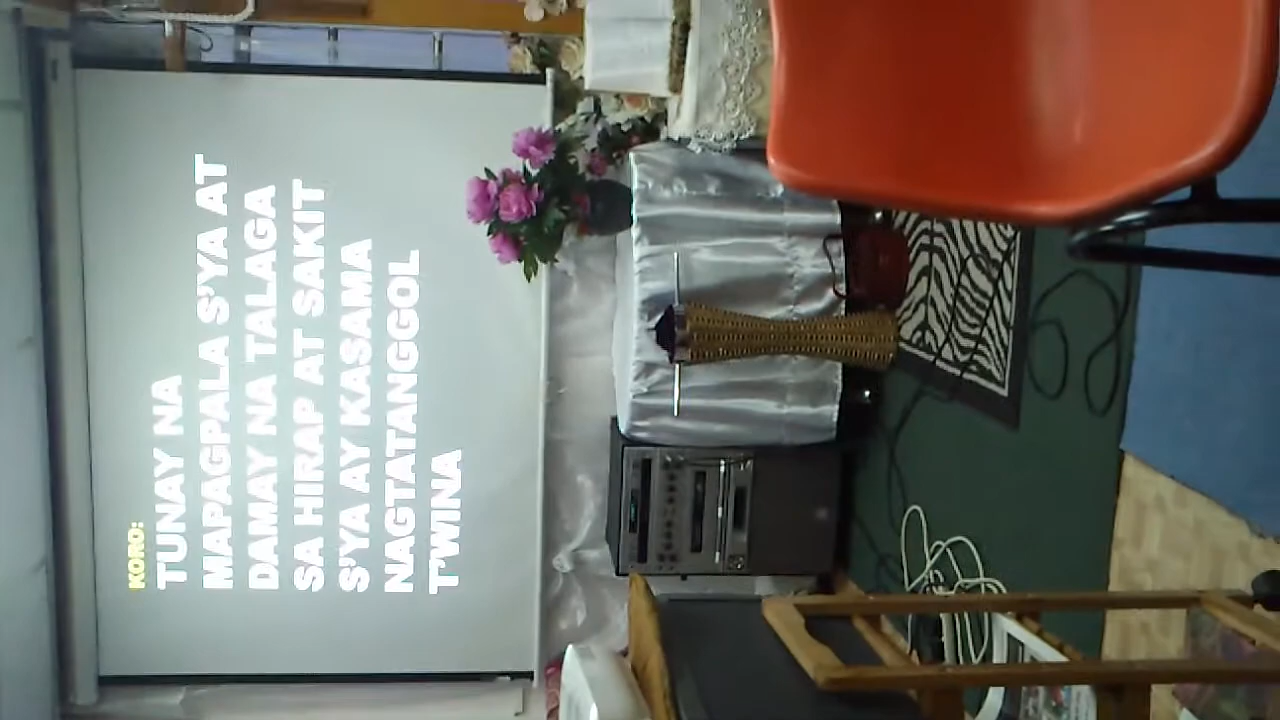 KORO:
TUNAY NA
MAPAGPALA S'YA AT
DAMAY NA TALAGA
SA HIRAP AT SAKIT
S'YA AY KASAMA
NAGTATANGGOL
T'WINA